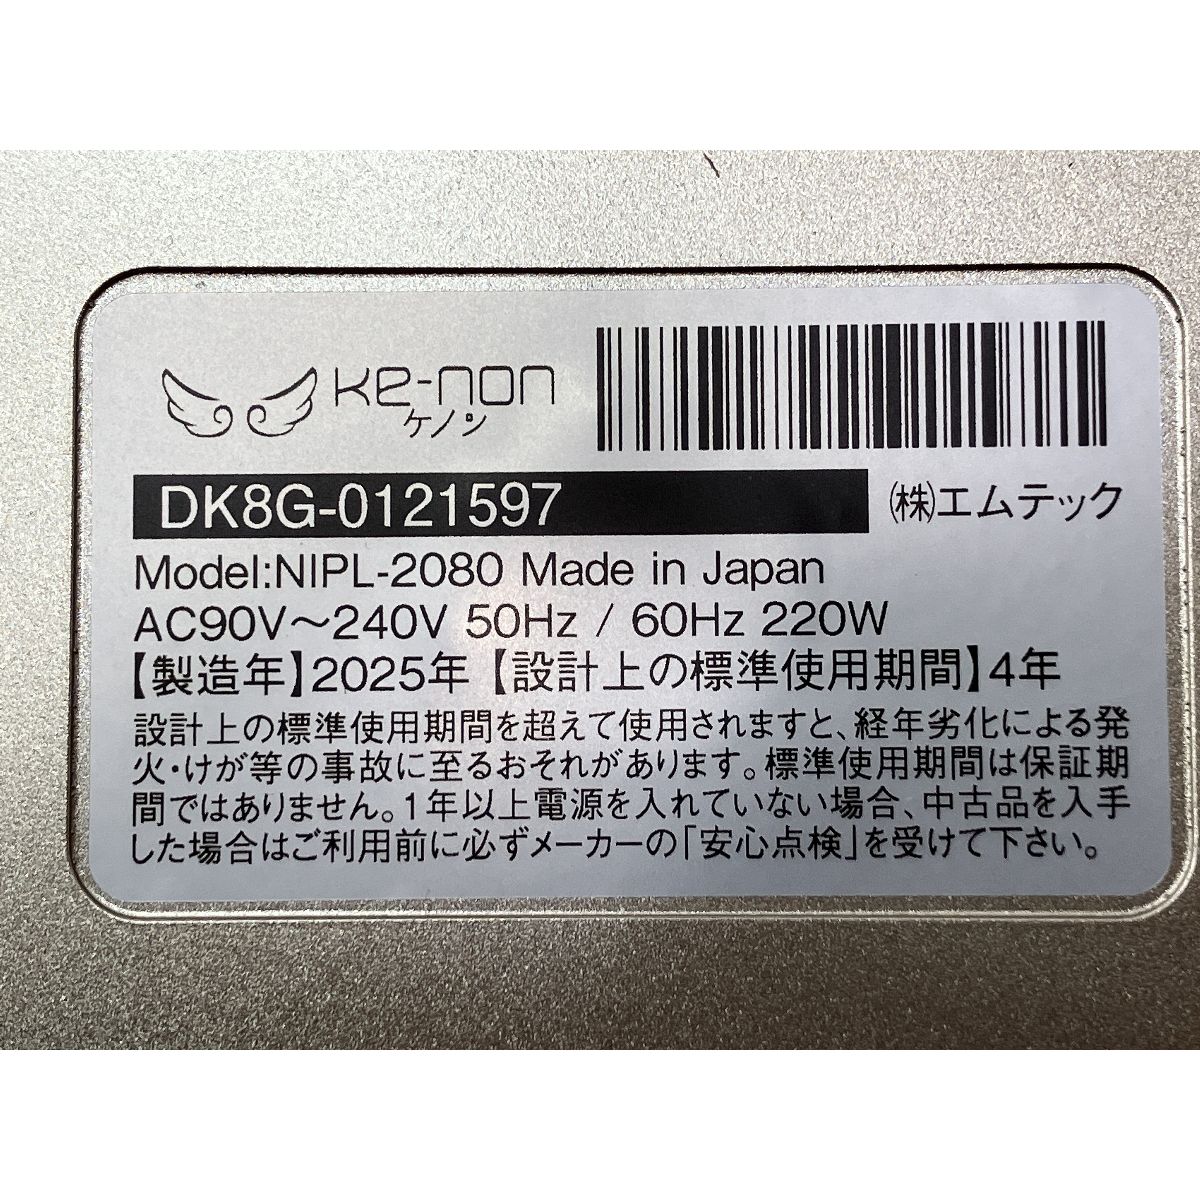 Ke-non
ケノン
DK8G-0121597
㈱エムテック
Model:NIPL-2080 Made in Japan
AC90V～240V 50Hz / 60Hz 220W
【製造年】2025年【設計上の標準使用期間】4年
設計上の標準使用期間を超えて使用されますと、経年劣化による発
火・けが等の事故に至るおそれがあります。標準使用期間は保証期
間ではありません。1年以上電源を入れていない場合、中古品を入手
した場合はご利用前に必ずメーカーの「安心点検」を受けて下さい。